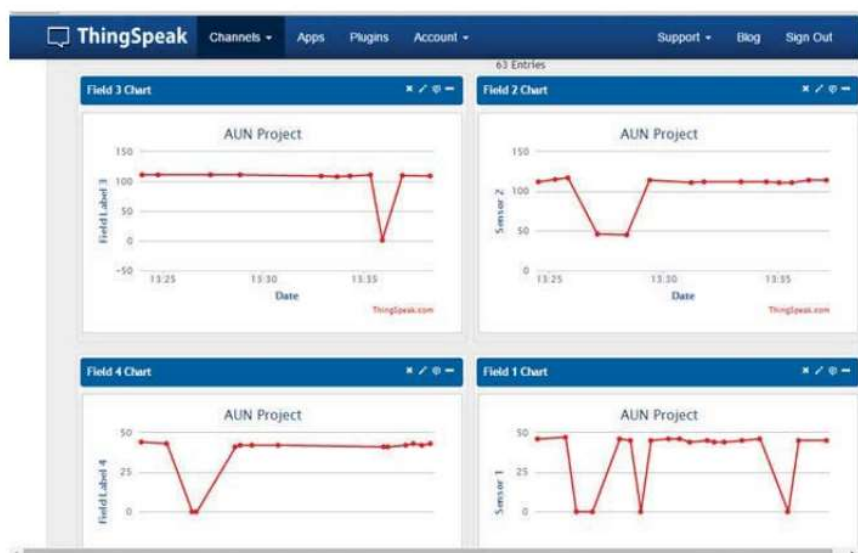 ThingSpeak Channels Apps Plugins Account Support Blog Sign Out
63 Entries
Field 3 Chart
AUN Project
150
100
50
0
-50
Field Label 3
13:25 15:30 13:35
Date
ThingSpeak.com
Field 2 Chart
AUN Project
150
100
50
0
Sensor 2
13:25 13:30 13:35
Date
ThingSpeak.com
Field 4 Chart
AUN Project
50
25
0
Field Label 4
Field 1 Chart
AUN Project
50
25
0
Sensor 1